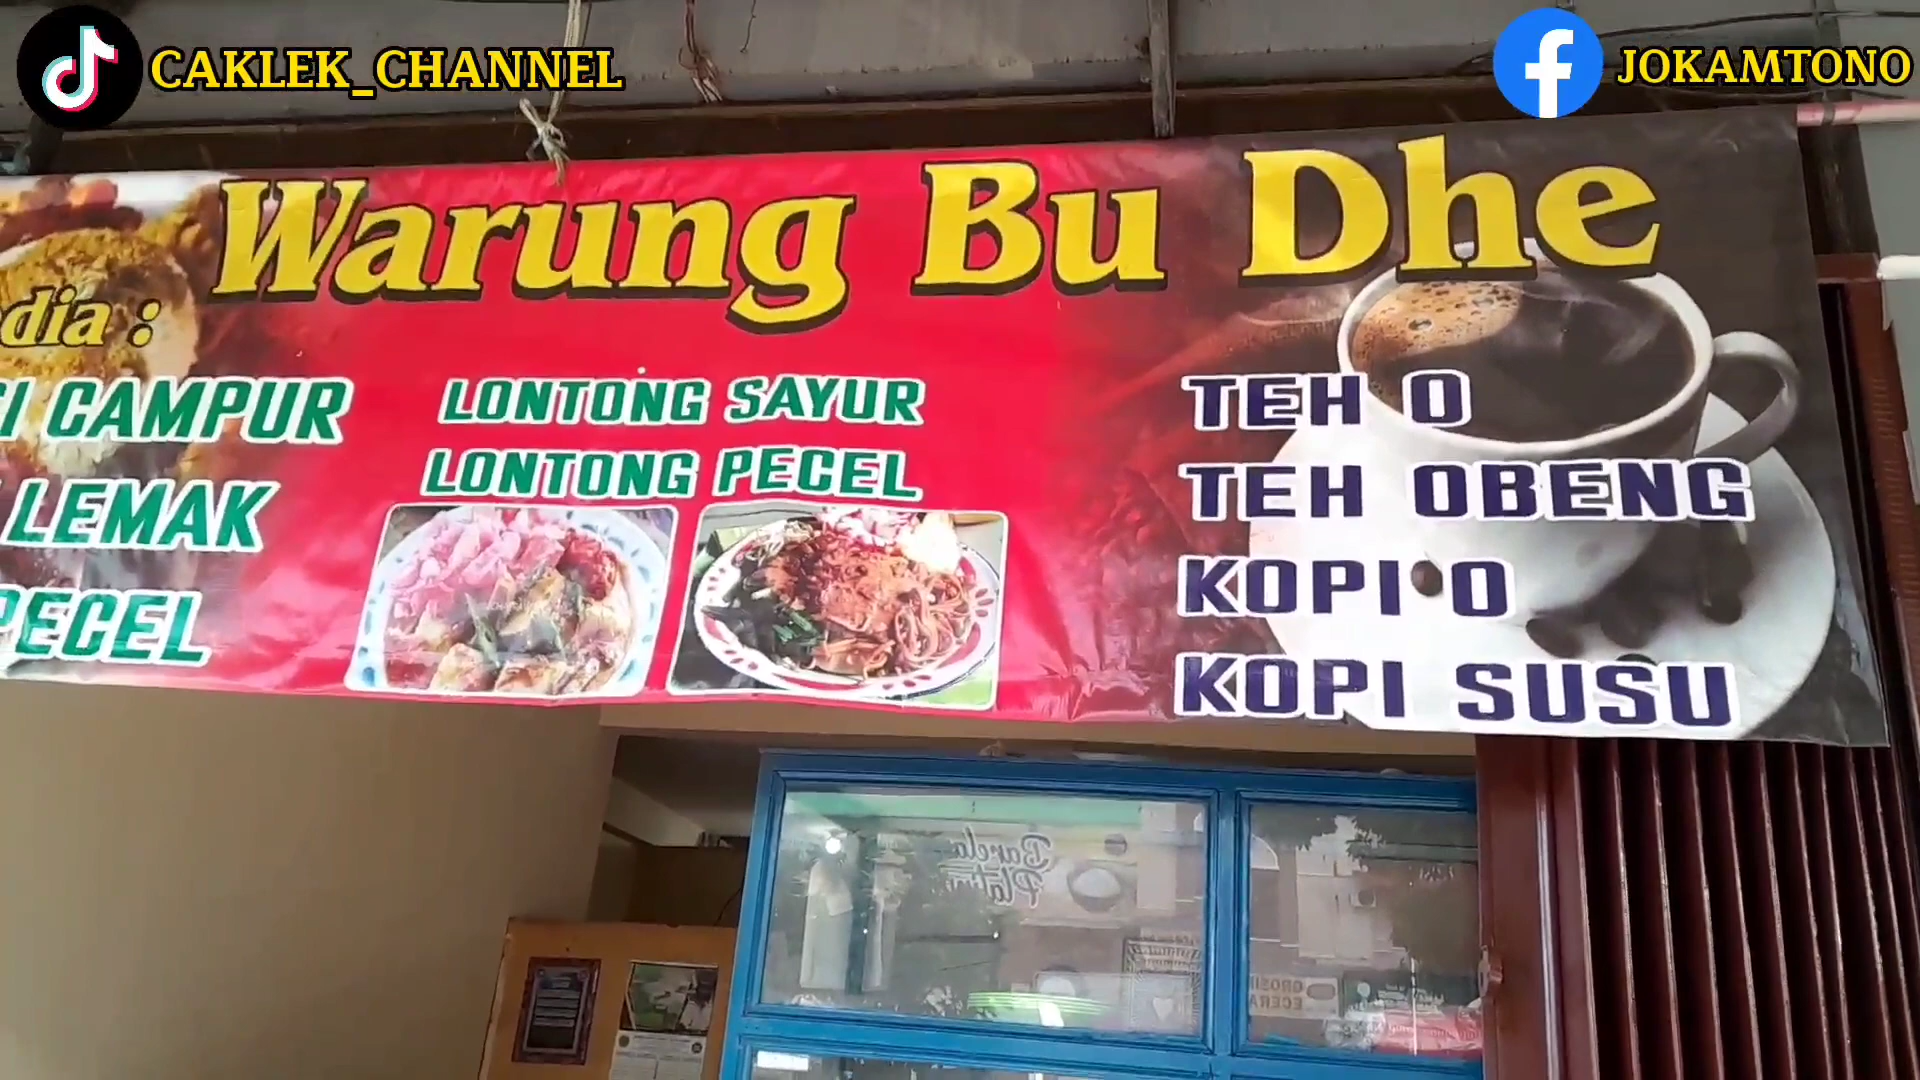 CAKLEK_CHANNEL
JOKAMTONO
Warung Bu Dhe
dia :
CAMPUR
LEMAK
PECEL
LONTONG SAYUR
LONTONG PECEL
TEH O
TEH OBENG
KOPI O
KOPI SUSU